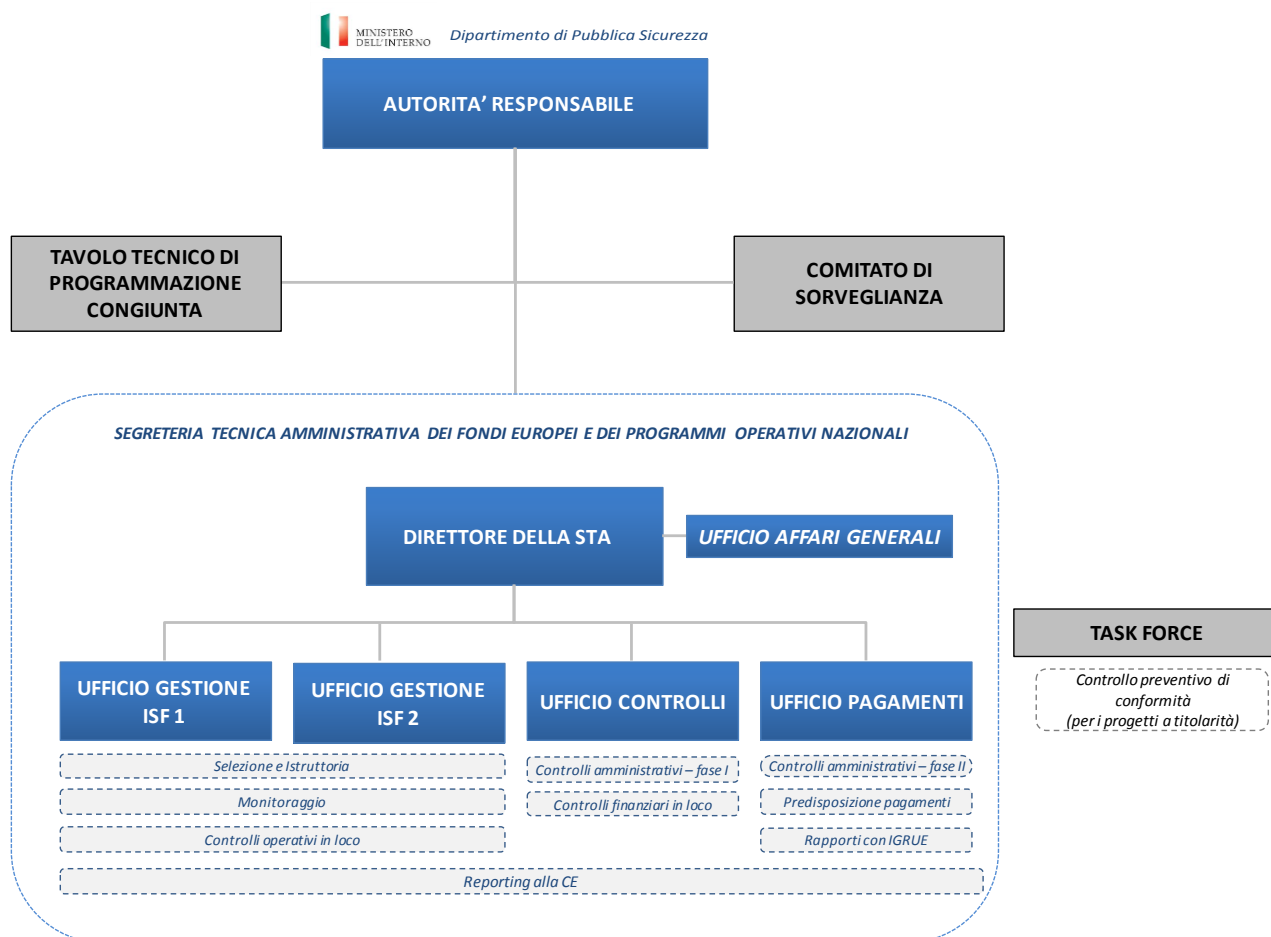 MINISTERO
DELL'INTERNO
Dipartimento di Pubblica Sicurezza
AUTORITA' RESPONSABILE
TAVOLO TECNICO DI
PROGRAMMAZIONE
CONGIUNTA
COMITATO DI
SORVEGLIANZA
SEGRETERIA TECNICA AMMINISTRATIVA DEI FONDI EUROPEI E DEI PROGRAMMI OPERATIVI NAZIONALI
DIRETTORE DELLA STA
UFFICIO AFFARI GENERALI
UFFICIO GESTIONE
ISF 1
UFFICIO GESTIONE
ISF 2
UFFICIO CONTROLLI
UFFICIO PAGAMENTI
TASK FORCE
Controllo preventivo di
conformità
(per i progetti a titolarità)
Selezione e Istruttoria
Monitoraggio
Controlli operativi in loco
Controlli amministrativi – fase I
Controlli finanziari in loco
Controlli amministrativi – fase II
Predisposizione pagamenti
Rapporti con IGRUE
Reporting alla CE